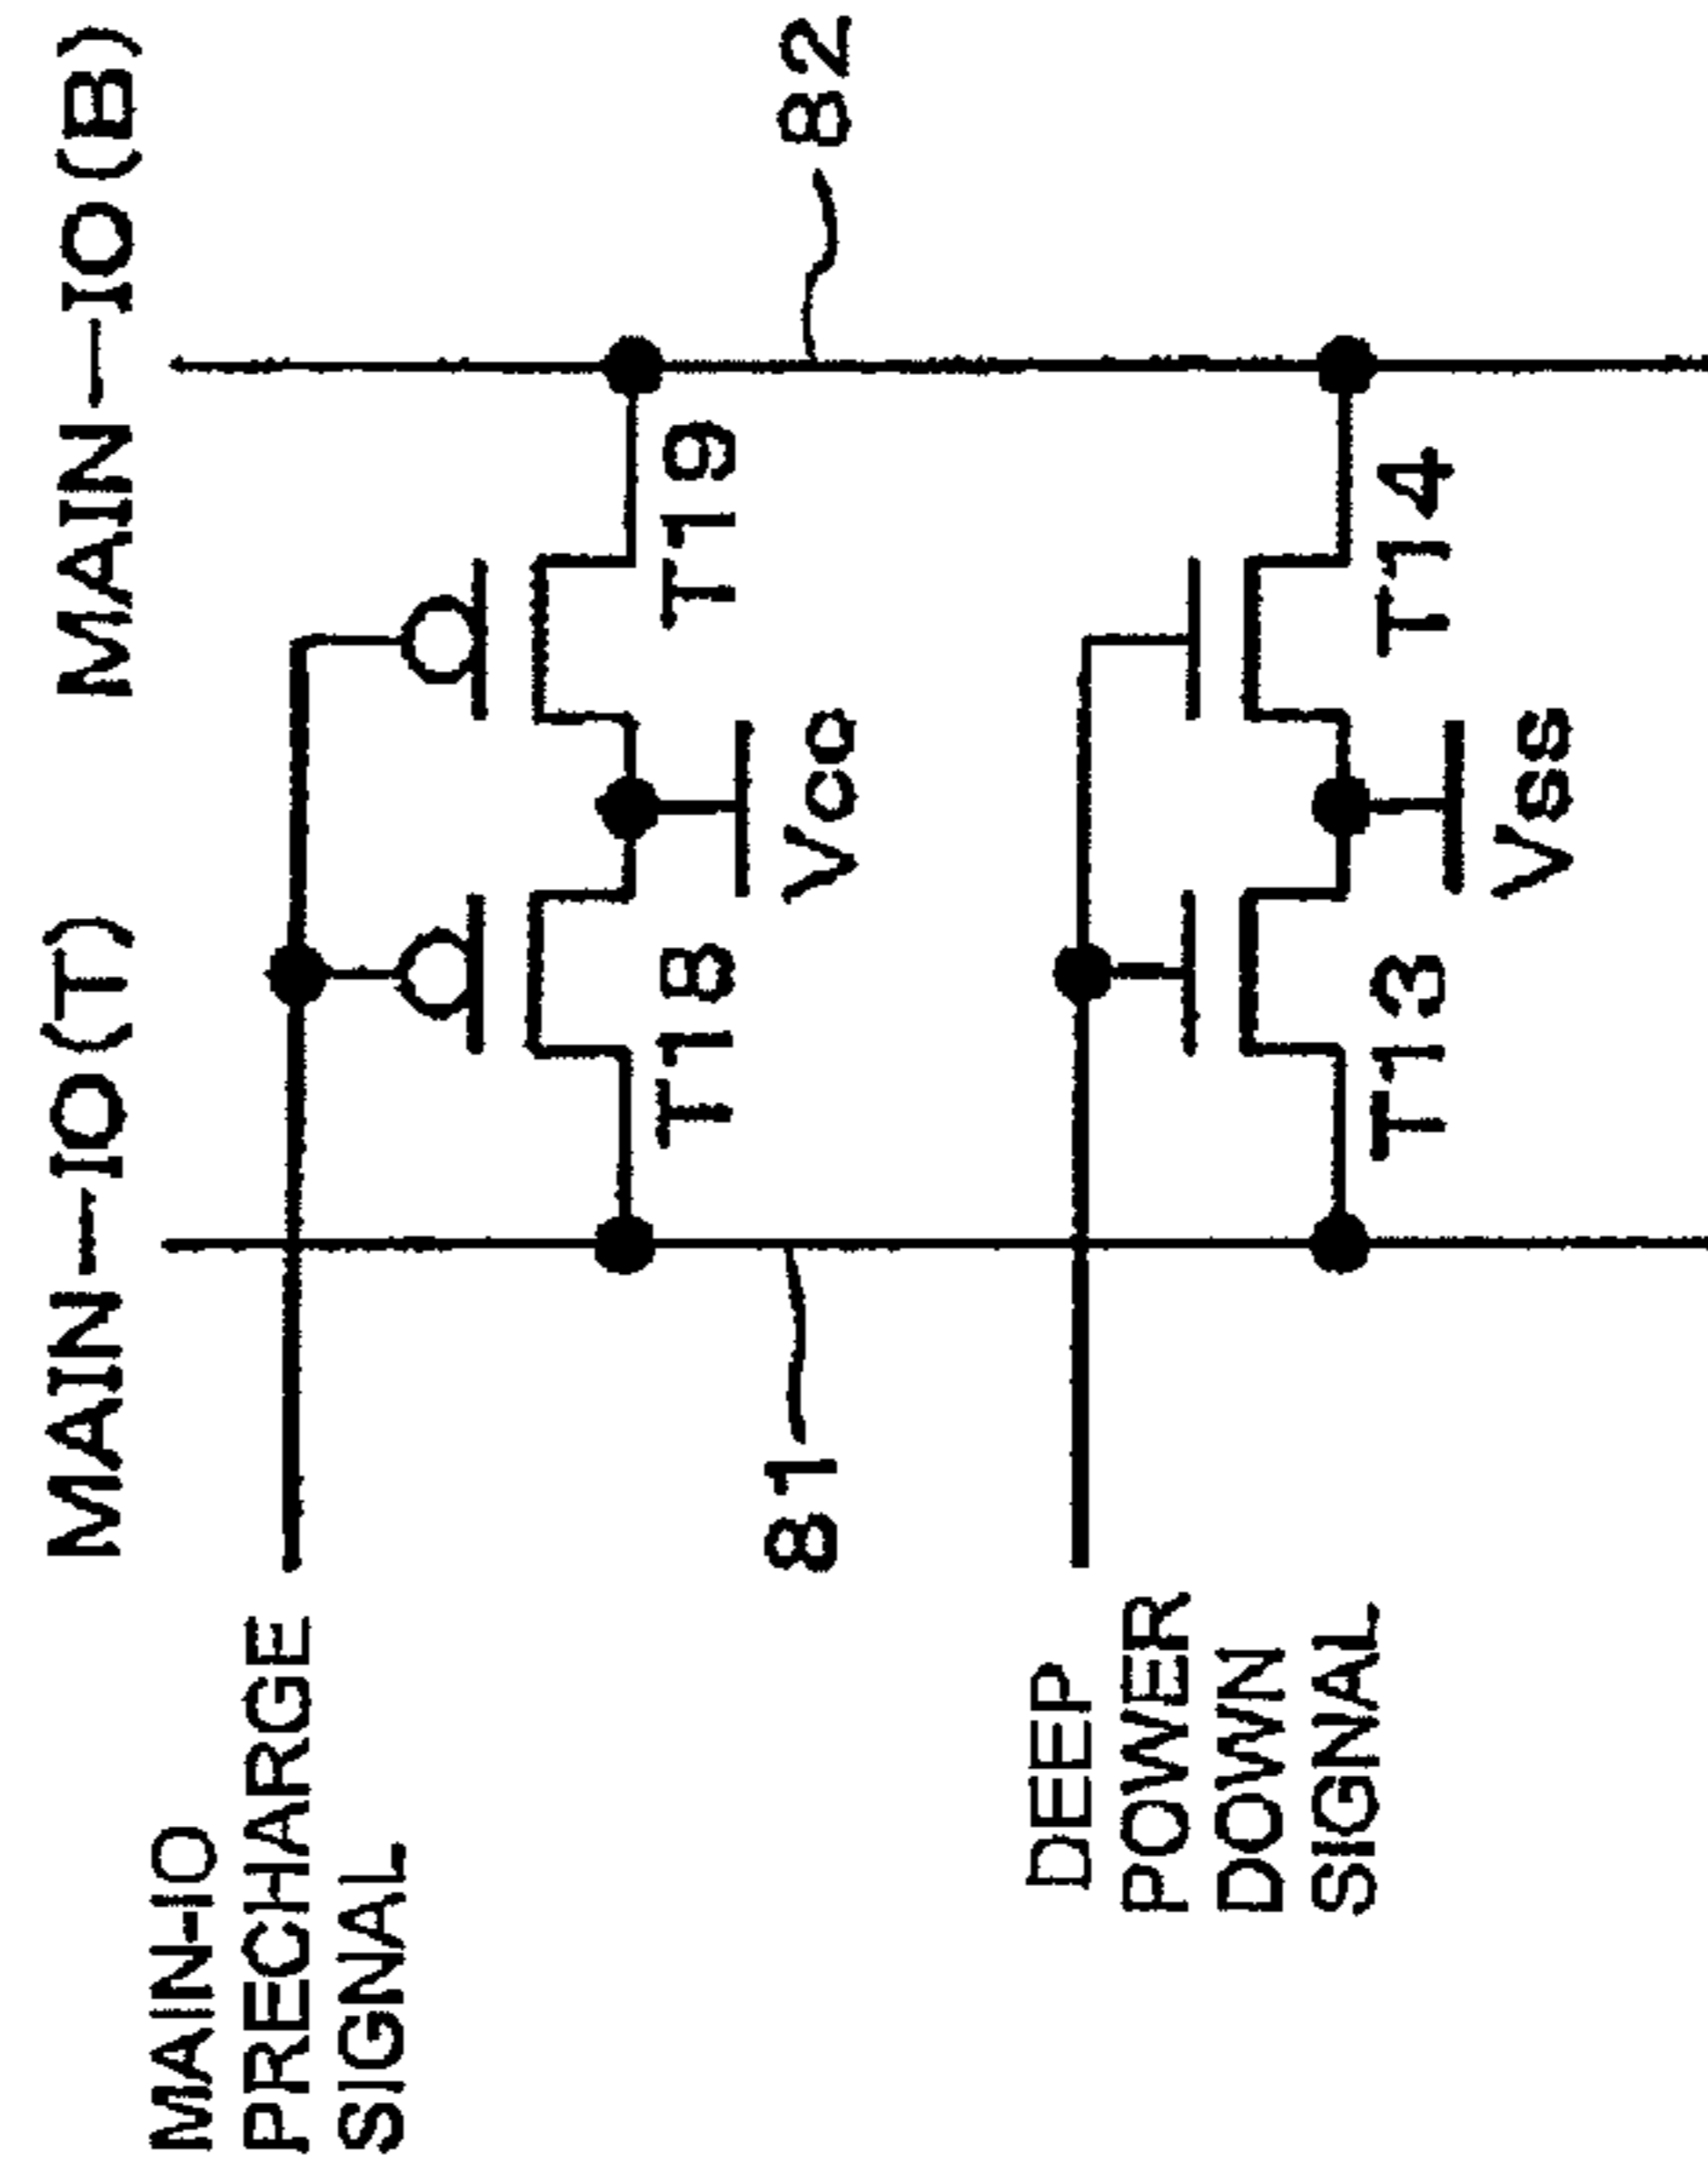 MAIN—IO(T)
MAIN—IO(B)
MAIN-IO
PRECHARGE
SIGNAL
T18
T19
Vcc
81
82
DEEP
POWER
DOWN
SIGNAL
T13
T14
Vss